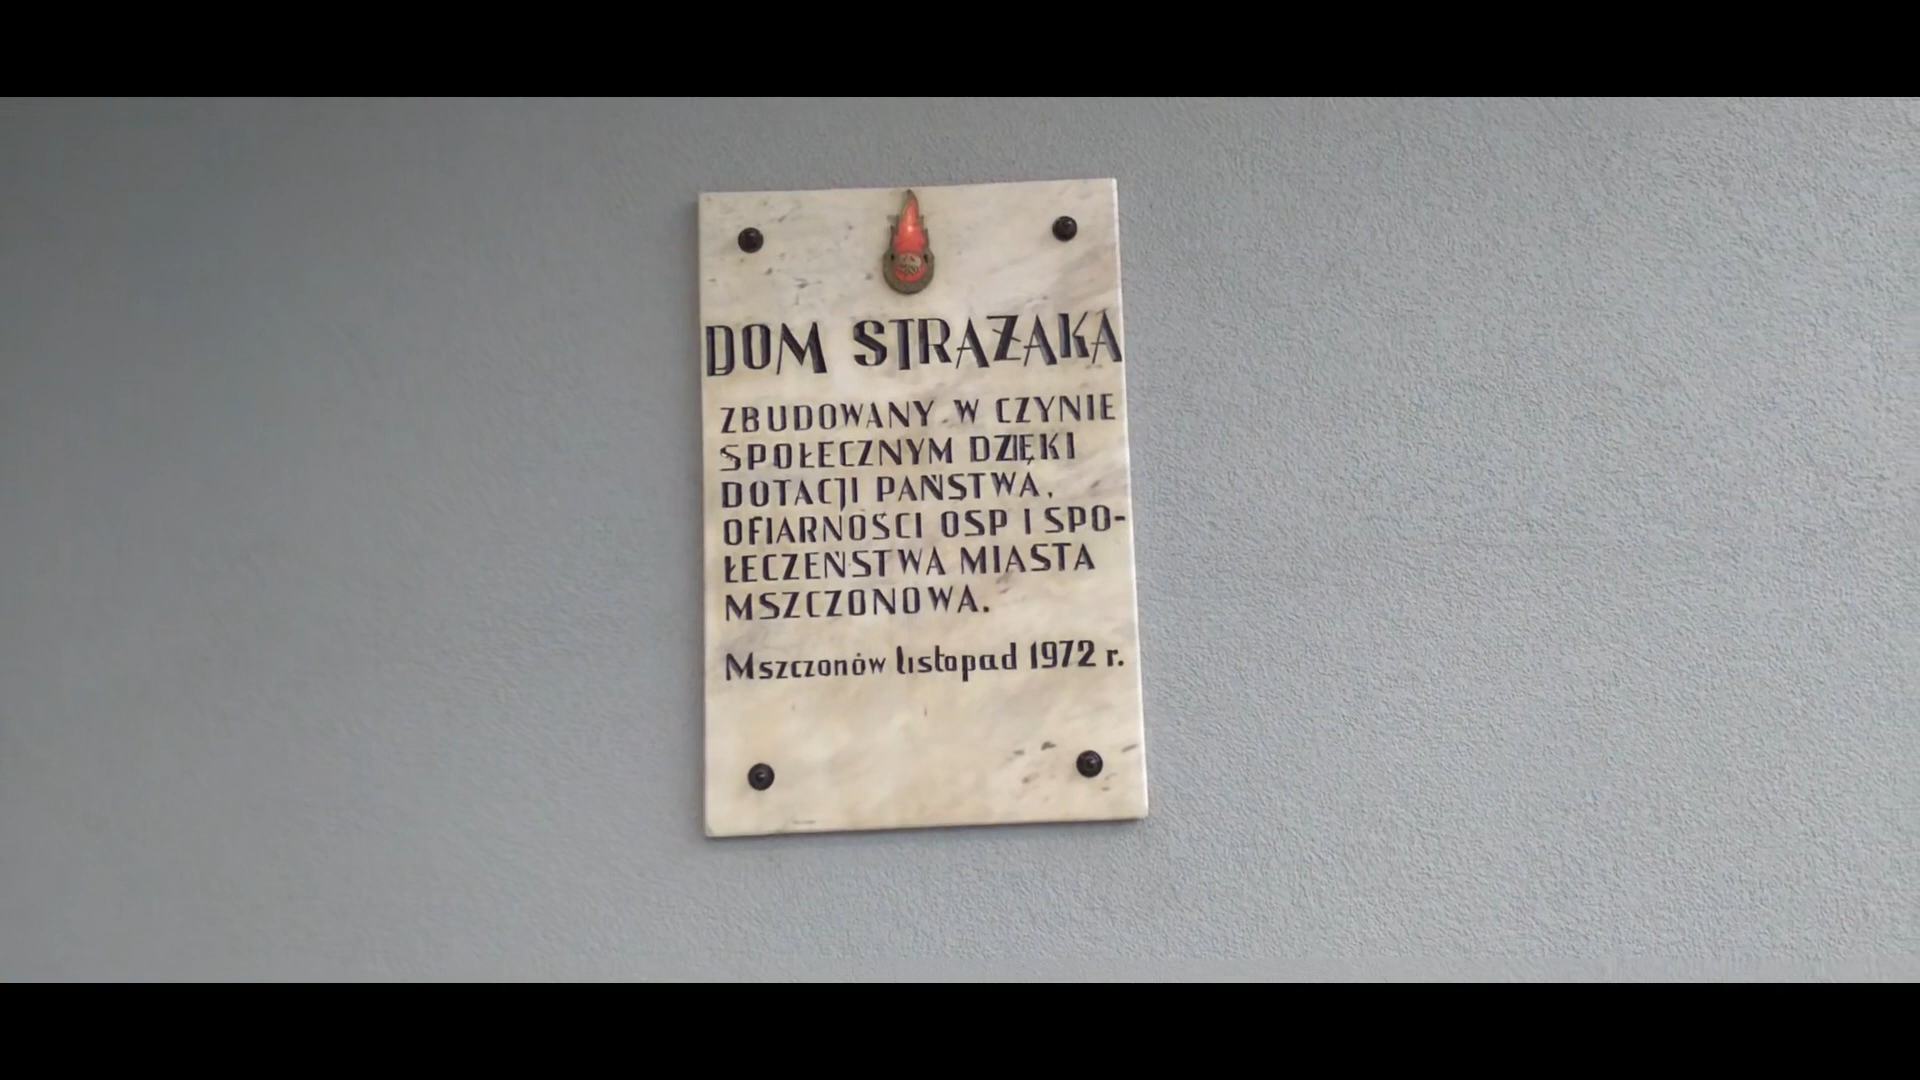 DOM STRAŻAKA
ZBUDOWANY W CZYNIE
SPOŁECZNYM DZIĘKI
DOTACJI PAŃSTWA,
OFIARNOŚCI OSP I SPO-
ŁECZEŃSTWA MIASTA
MSZCZONOWA.
Mszczonów listopad 1972 r.